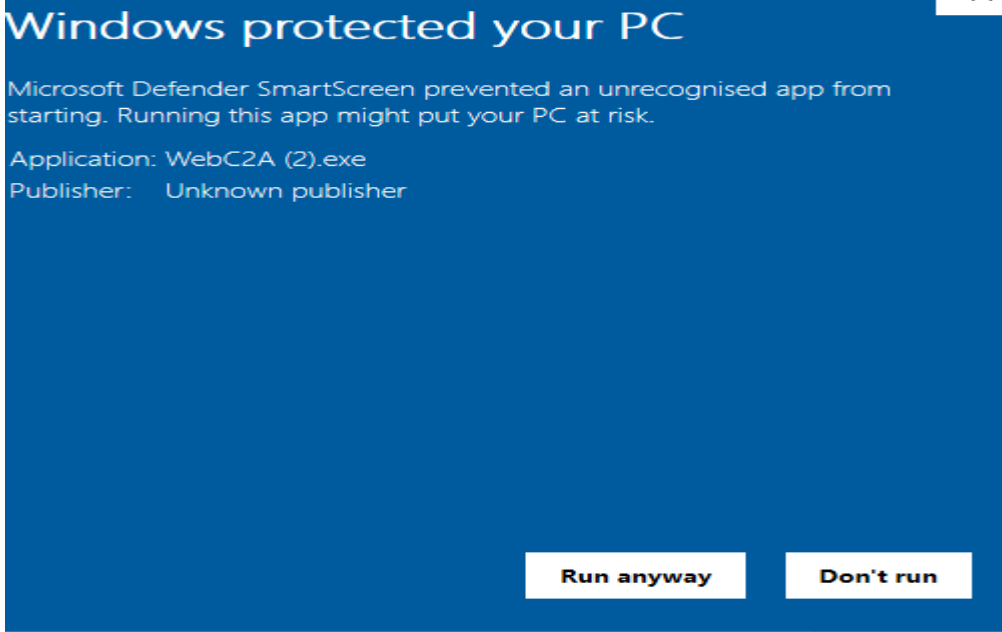 Windows protected your PC
Microsoft Defender SmartScreen prevented an unrecognised app from
starting. Running this app might put your PC at risk.
Application: WebC2A (2).exe
Publisher: Unknown publisher
Run anyway
Don't run